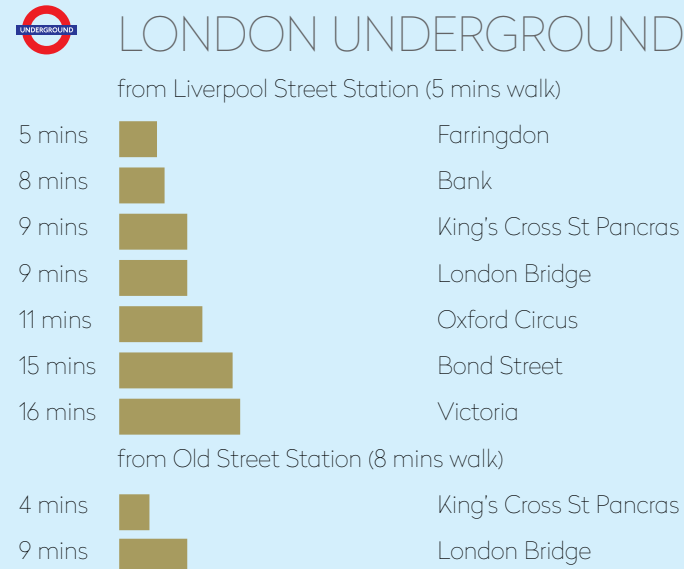 UNDERGROUND
LONDON UNDERGROUND
from Liverpool Street Station (5 mins walk)
5 mins Farringdon
8 mins Bank
9 mins King's Cross St Pancras
9 mins London Bridge
11 mins Oxford Circus
15 mins Bond Street
16 mins Victoria
from Old Street Station (8 mins walk)
4 mins King's Cross St Pancras
9 mins London Bridge